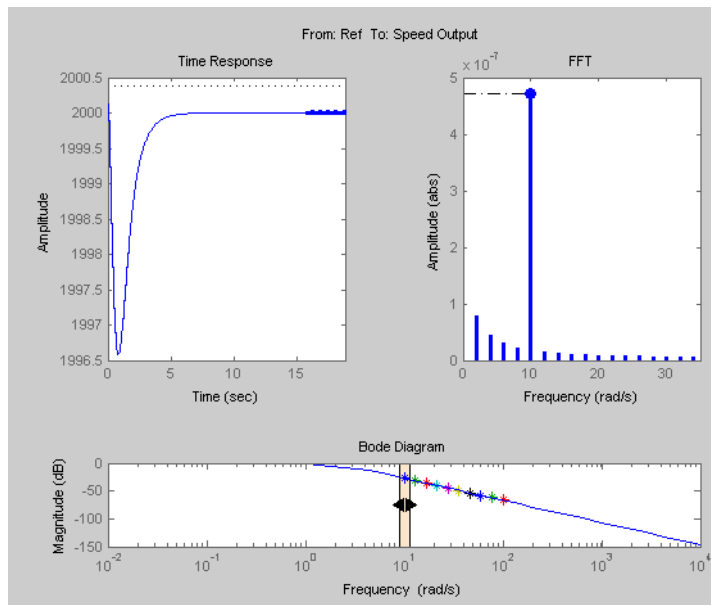 From: Ref To: Speed Output
Time Response
2000.5
2000
1999.5
1999
1998.5
1998
1997.5
1997
1996.5
Amplitude
0 5 10 15
Time (sec)
FFT
5 × 10^-7
4
3
2
1
0
Amplitude (abs)
0 10 20 30
Frequency (rad/s)
Bode Diagram
0
-50
-100
-150
Magnitude (dB)
10^-2 10^-1 10^0 10^1 10^2 10^3 10^4
Frequency (rad/s)